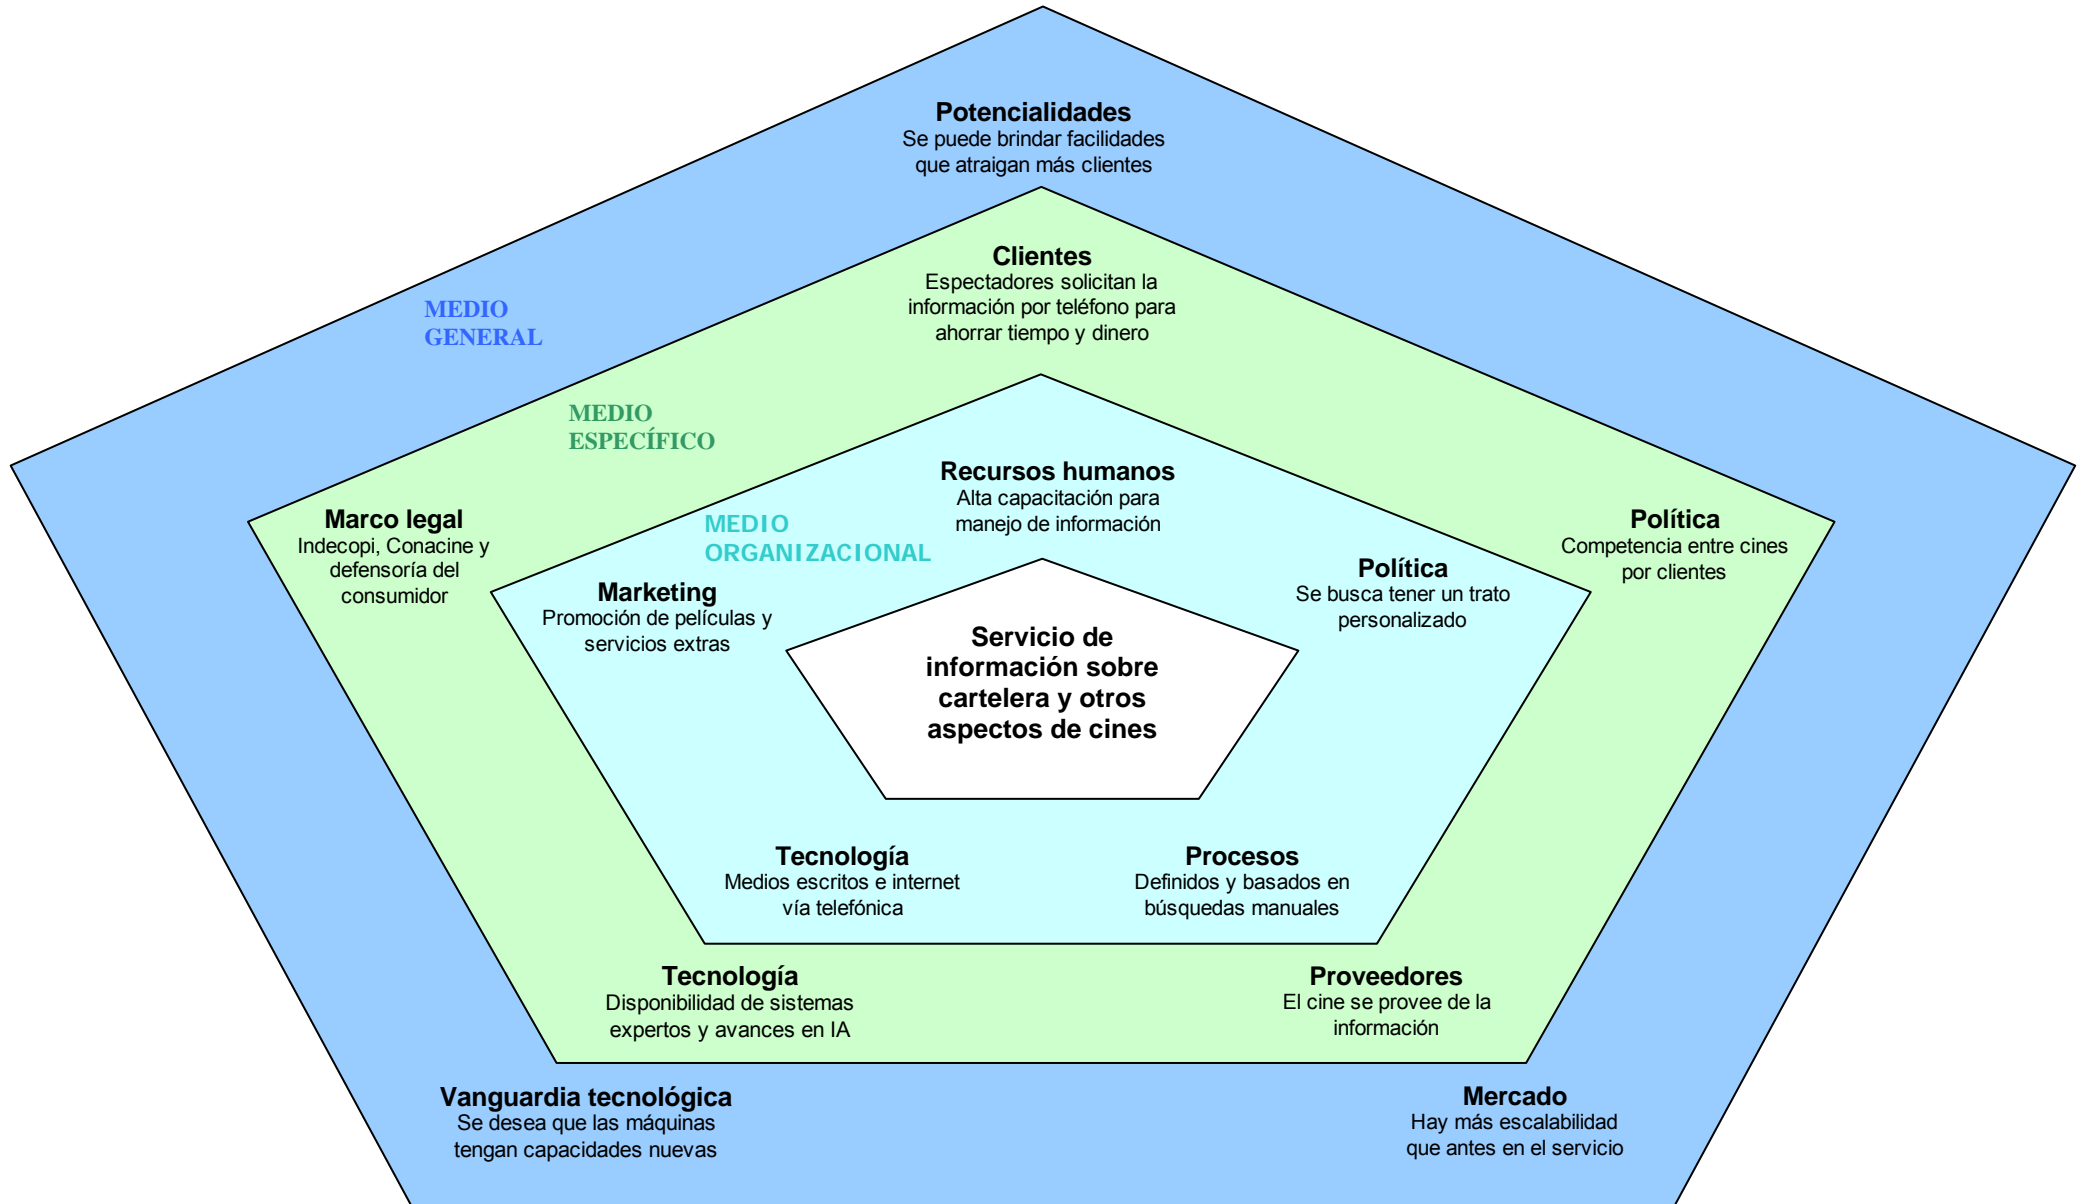 Potencialidades
Se puede brindar facilidades
que atraigan más clientes
Clientes
Espectadores solicitan la
información por teléfono para
ahorrar tiempo y dinero
MEDIO
GENERAL
MEDIO
ESPECÍFICO
Recursos humanos
Alta capacitación para
manejo de información
MEDIO
ORGANIZACIONAL
Marco legal
Indecopi, Conacine y
defensoría del
consumidor
Política
Competencia entre cines
por clientes
Marketing
Promoción de películas y
servicios extras
Política
Se busca tener un trato
personalizado
Servicio de
información sobre
cartelera y otros
aspectos de cines
Tecnología
Medios escritos e internet
vía telefónica
Procesos
Definidos y basados en
búsquedas manuales
Tecnología
Disponibilidad de sistemas
expertos y avances en IA
Proveedores
El cine se provee de la
información
Vanguardia tecnológica
Se desea que las máquinas
tengan capacidades nuevas
Mercado
Hay más escalabilidad
que antes en el servicio